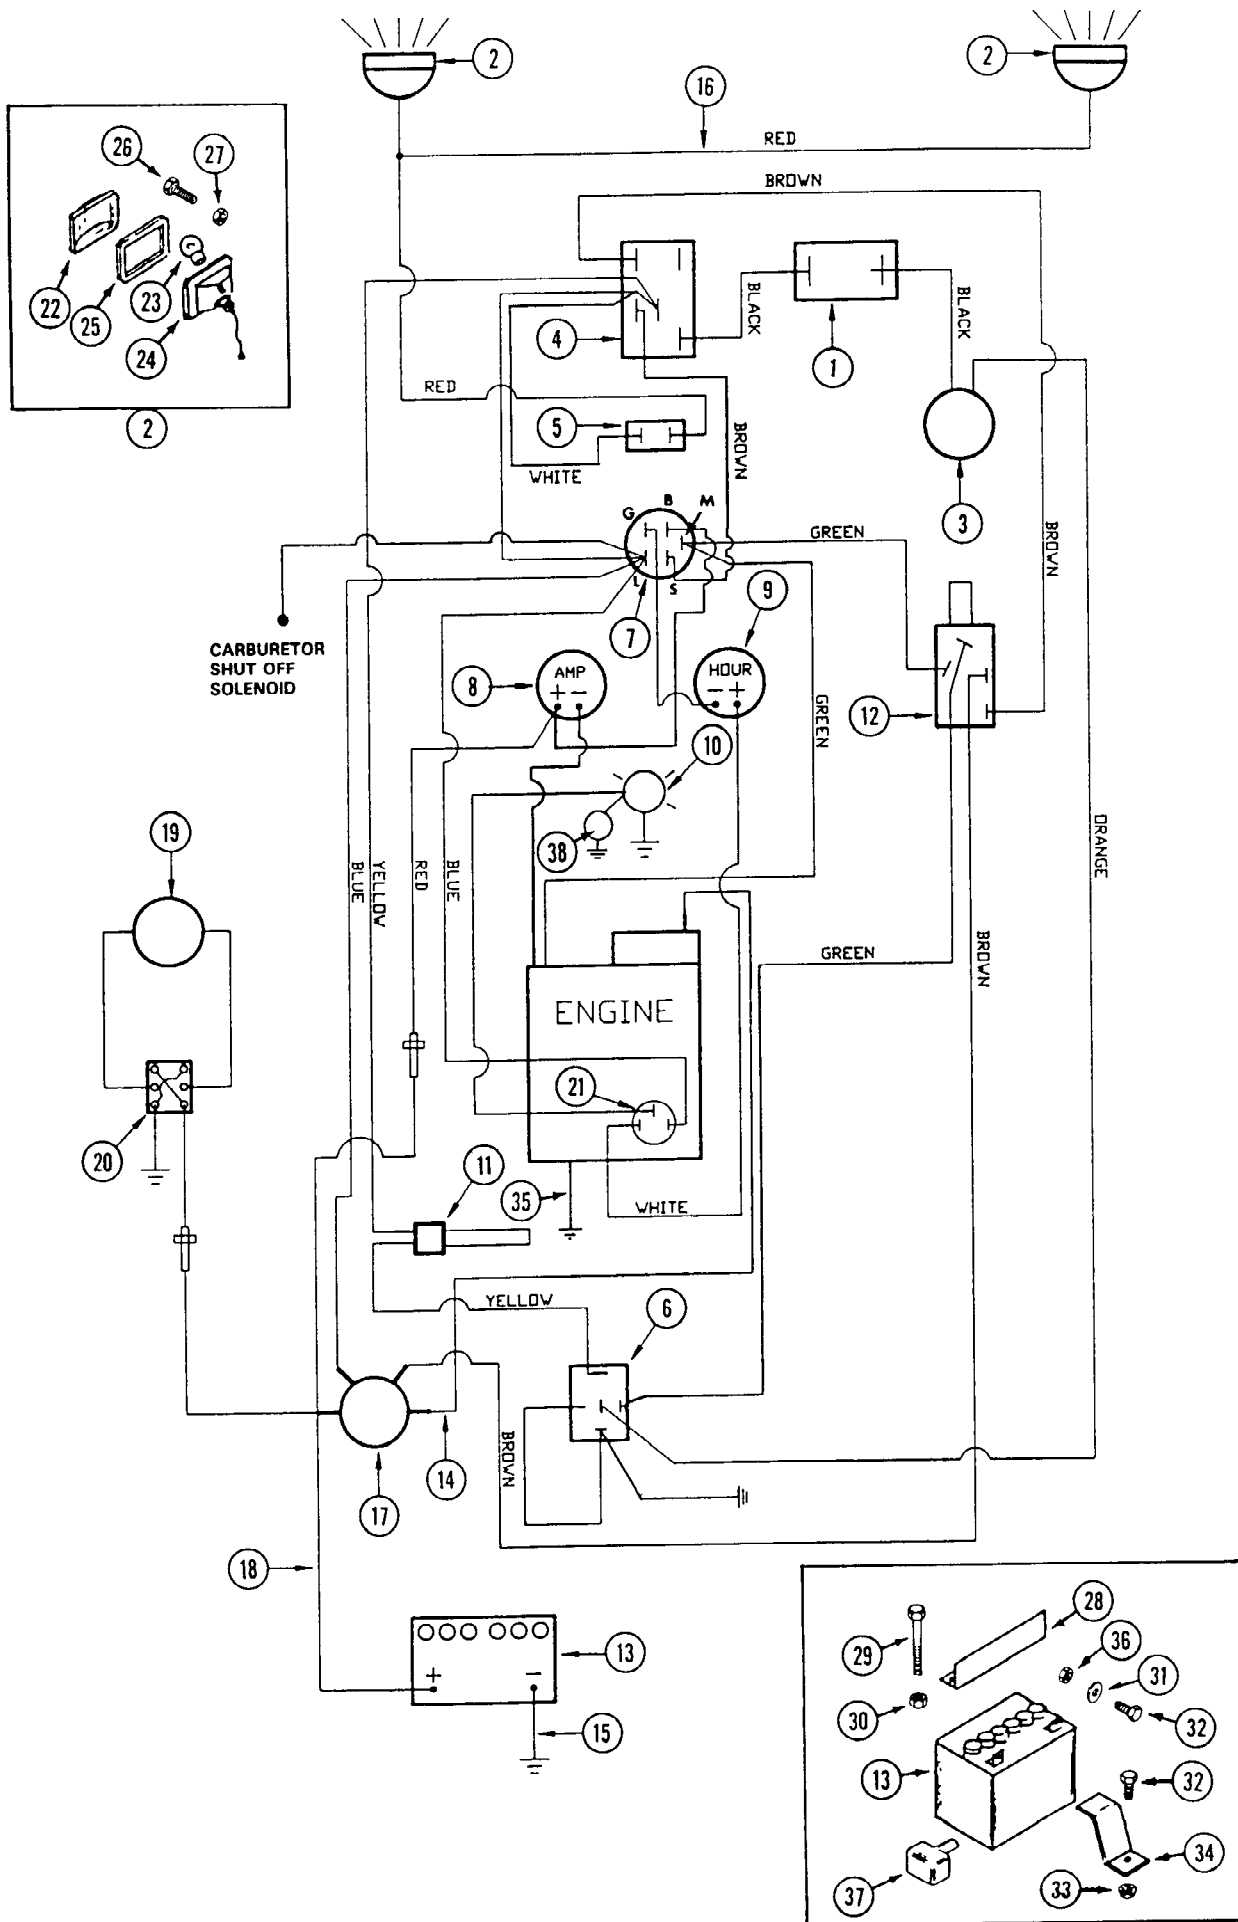 2
2
16
RED
BROWN
26
27
22
25
23
24
2
BLACK
BLACK
4
1
RED
5
BROWN
WHITE
3
G
B
M
GREEN
BROWN
L
S
7
9
CARBURETOR
SHUT OFF
SOLENOID
8
AMP
+ −
HOUR
− +
GREEN
12
10
38
19
BLUE
YELLOW
RED
BLUE
ORANGE
GREEN
BROWN
ENGINE
21
20
11
35
WHITE
YELLOW
6
BROWN
14
17
18
13
+
−
15
28
29
36
31
30
32
13
32
34
37
33